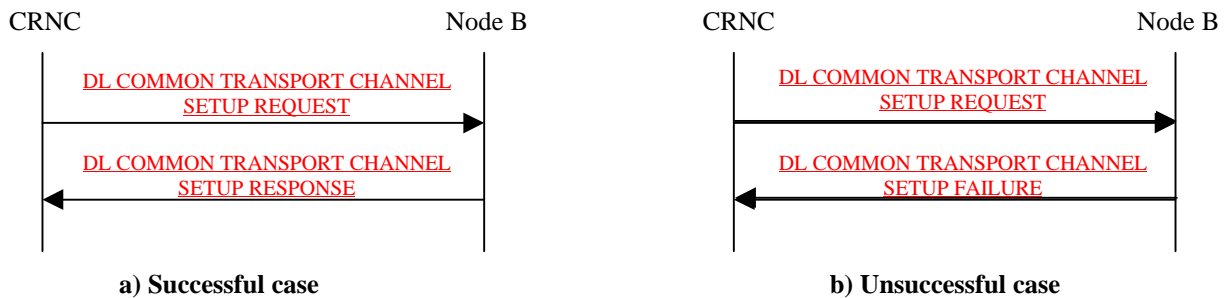 CRNC
Node B
DL COMMON TRANSPORT CHANNEL
SETUP REQUEST
DL COMMON TRANSPORT CHANNEL
SETUP RESPONSE
a) Successful case
CRNC
Node B
DL COMMON TRANSPORT CHANNEL
SETUP REQUEST
DL COMMON TRANSPORT CHANNEL
SETUP FAILURE
b) Unsuccessful case